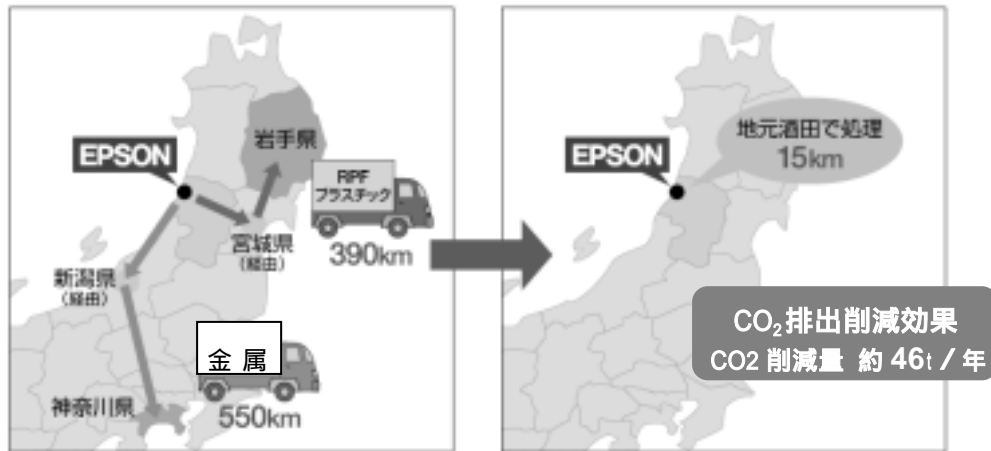 EPSON
岩手県
RPF
プラスチック
390km
宮城県
(経由)
新潟県
(経由)
金 属
550km
神奈川県
EPSON
地元酒田で処理
15km
CO₂排出削減効果
CO2 削減量 約 46t / 年